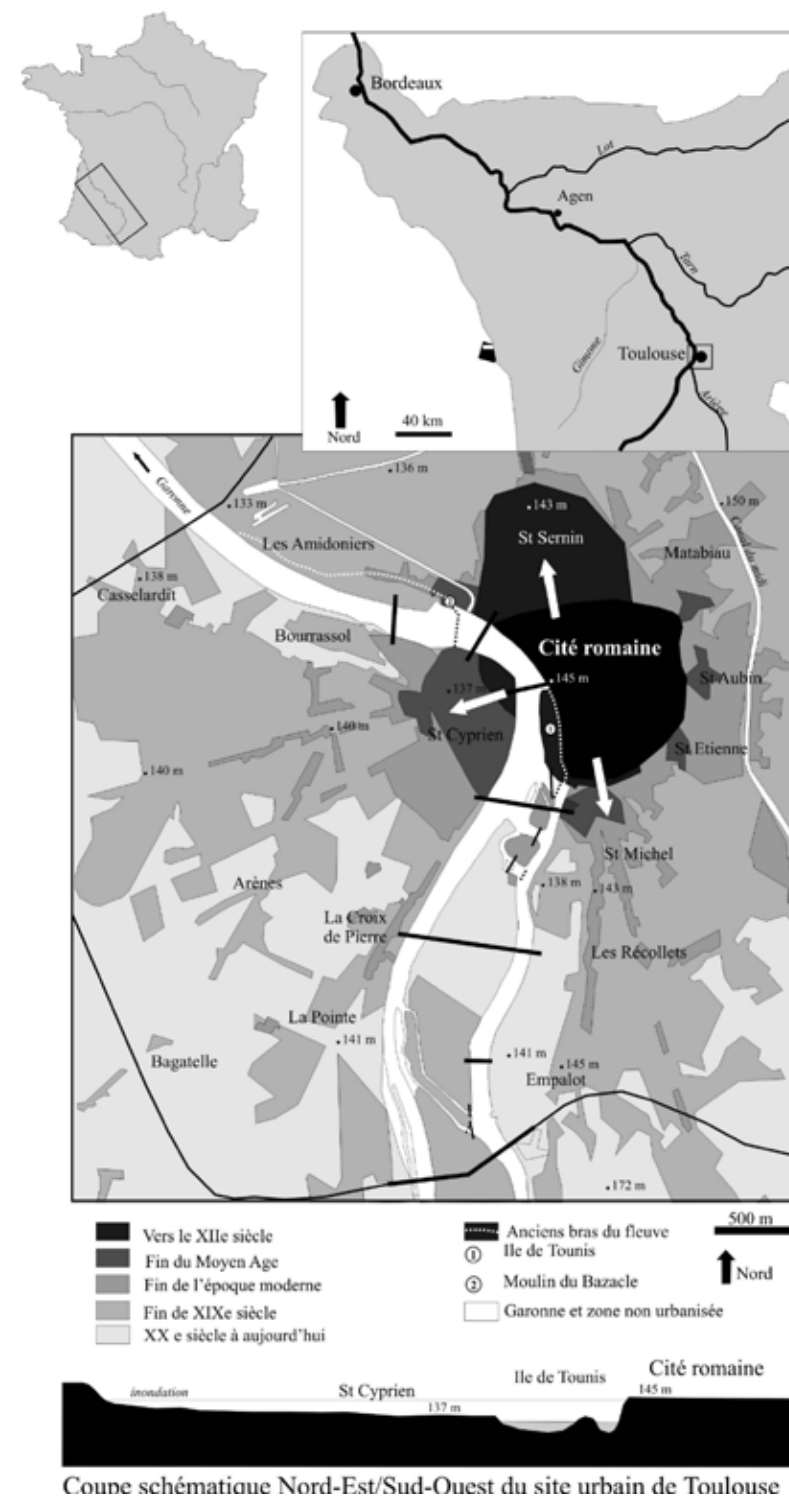 Bordeaux
Lot
Agen
Tarn
Gimone
Toulouse
Ariège
Nord
40 km
Garonne
136 m
133 m
143 m
150 m
St Sernin
Canal du midi
Les Amidoniers
Matabiau
138 m
Casselardit
2
Bourrassol
Cité romaine
145 m
137 m
St Aubin
St Cyprien
1
140 m
St Etienne
140 m
St Michel
Arènes
138 m
143 m
La Croix
de Pierre
Les Récollets
La Pointe
141 m
141 m
145 m
Bagatelle
Empalot
172 m
Vers le XIIe siècle
Fin du Moyen Age
Fin de l'époque moderne
Fin de XIXe siècle
XX e siècle à aujourd'hui
Anciens bras du fleuve
① Ile de Tounis
② Moulin du Bazacle
Garonne et zone non urbanisée
500 m
Nord
inondation
St Cyprien
137 m
Ile de Tounis
Cité romaine
145 m
Coupe schématique Nord-Est/Sud-Ouest du site urbain de Toulouse